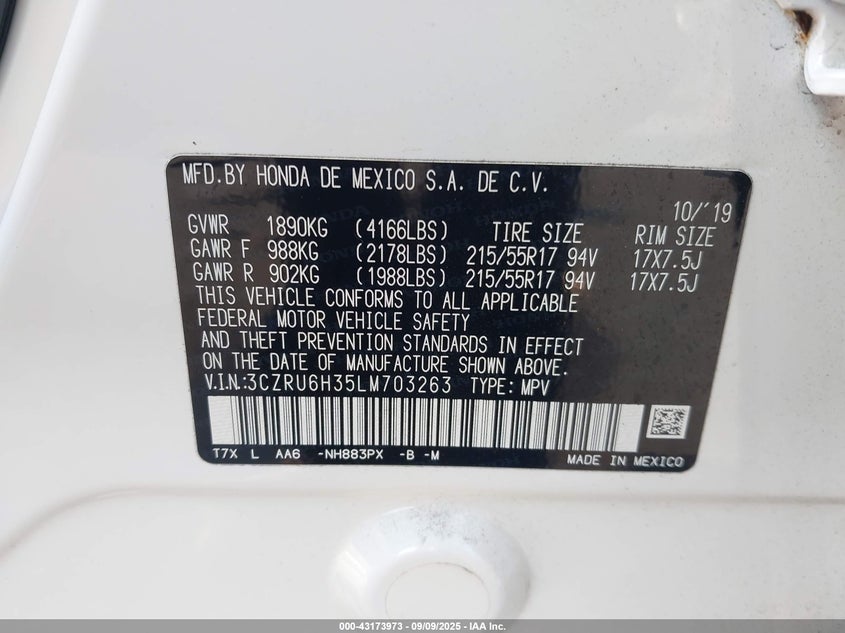 MFD.BY HONDA DE MEXICO S.A. DE C.V.
10/'19
GVWR 1890KG (4166LBS) TIRE SIZE RIM SIZE
GAWR F 988KG (2178LBS) 215/55R17 94V 17X7.5J
GAWR R 902KG (1988LBS) 215/55R17 94V 17X7.5J
THIS VEHICLE CONFORMS TO ALL APPLICABLE
FEDERAL MOTOR VEHICLE SAFETY
AND THEFT PREVENTION STANDARDS IN EFFECT
ON THE DATE OF MANUFACTURE SHOWN ABOVE.
V.I.N:3CZRU6H35LM703263 TYPE: MPV
T7X L AA6 -NH883PX -B -M MADE IN MEXICO
000-43173973 - 09/09/2025 - IAA Inc.